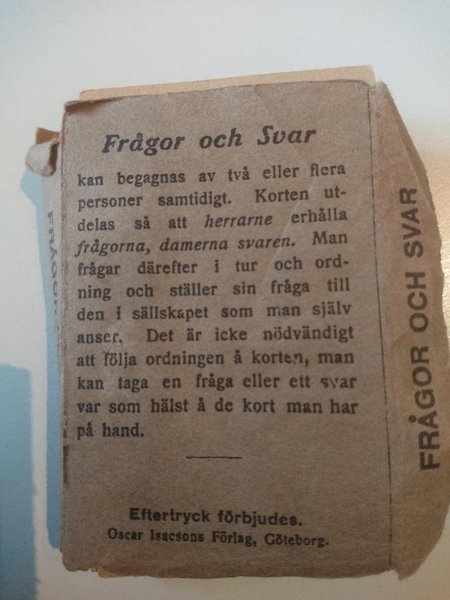 Frågor och Svar
kan begagnas av två eller flera
personer samtidigt. Korten ut-
delas så att herrarne erhålla
frågorna, damerna svaren. Man
frågar därefter i tur och ord-
ning och ställer sin fråga till
den i sällskapet som man själv
anser. Det är icke nödvändigt
att följa ordningen å korten, man
kan taga en fråga eller ett svar
var som hälst å de kort man har
på hand.
Eftertryck förbjudes.
Oscar Isacsons Förlag, Göteborg.
FRÅGOR OCH SVAR